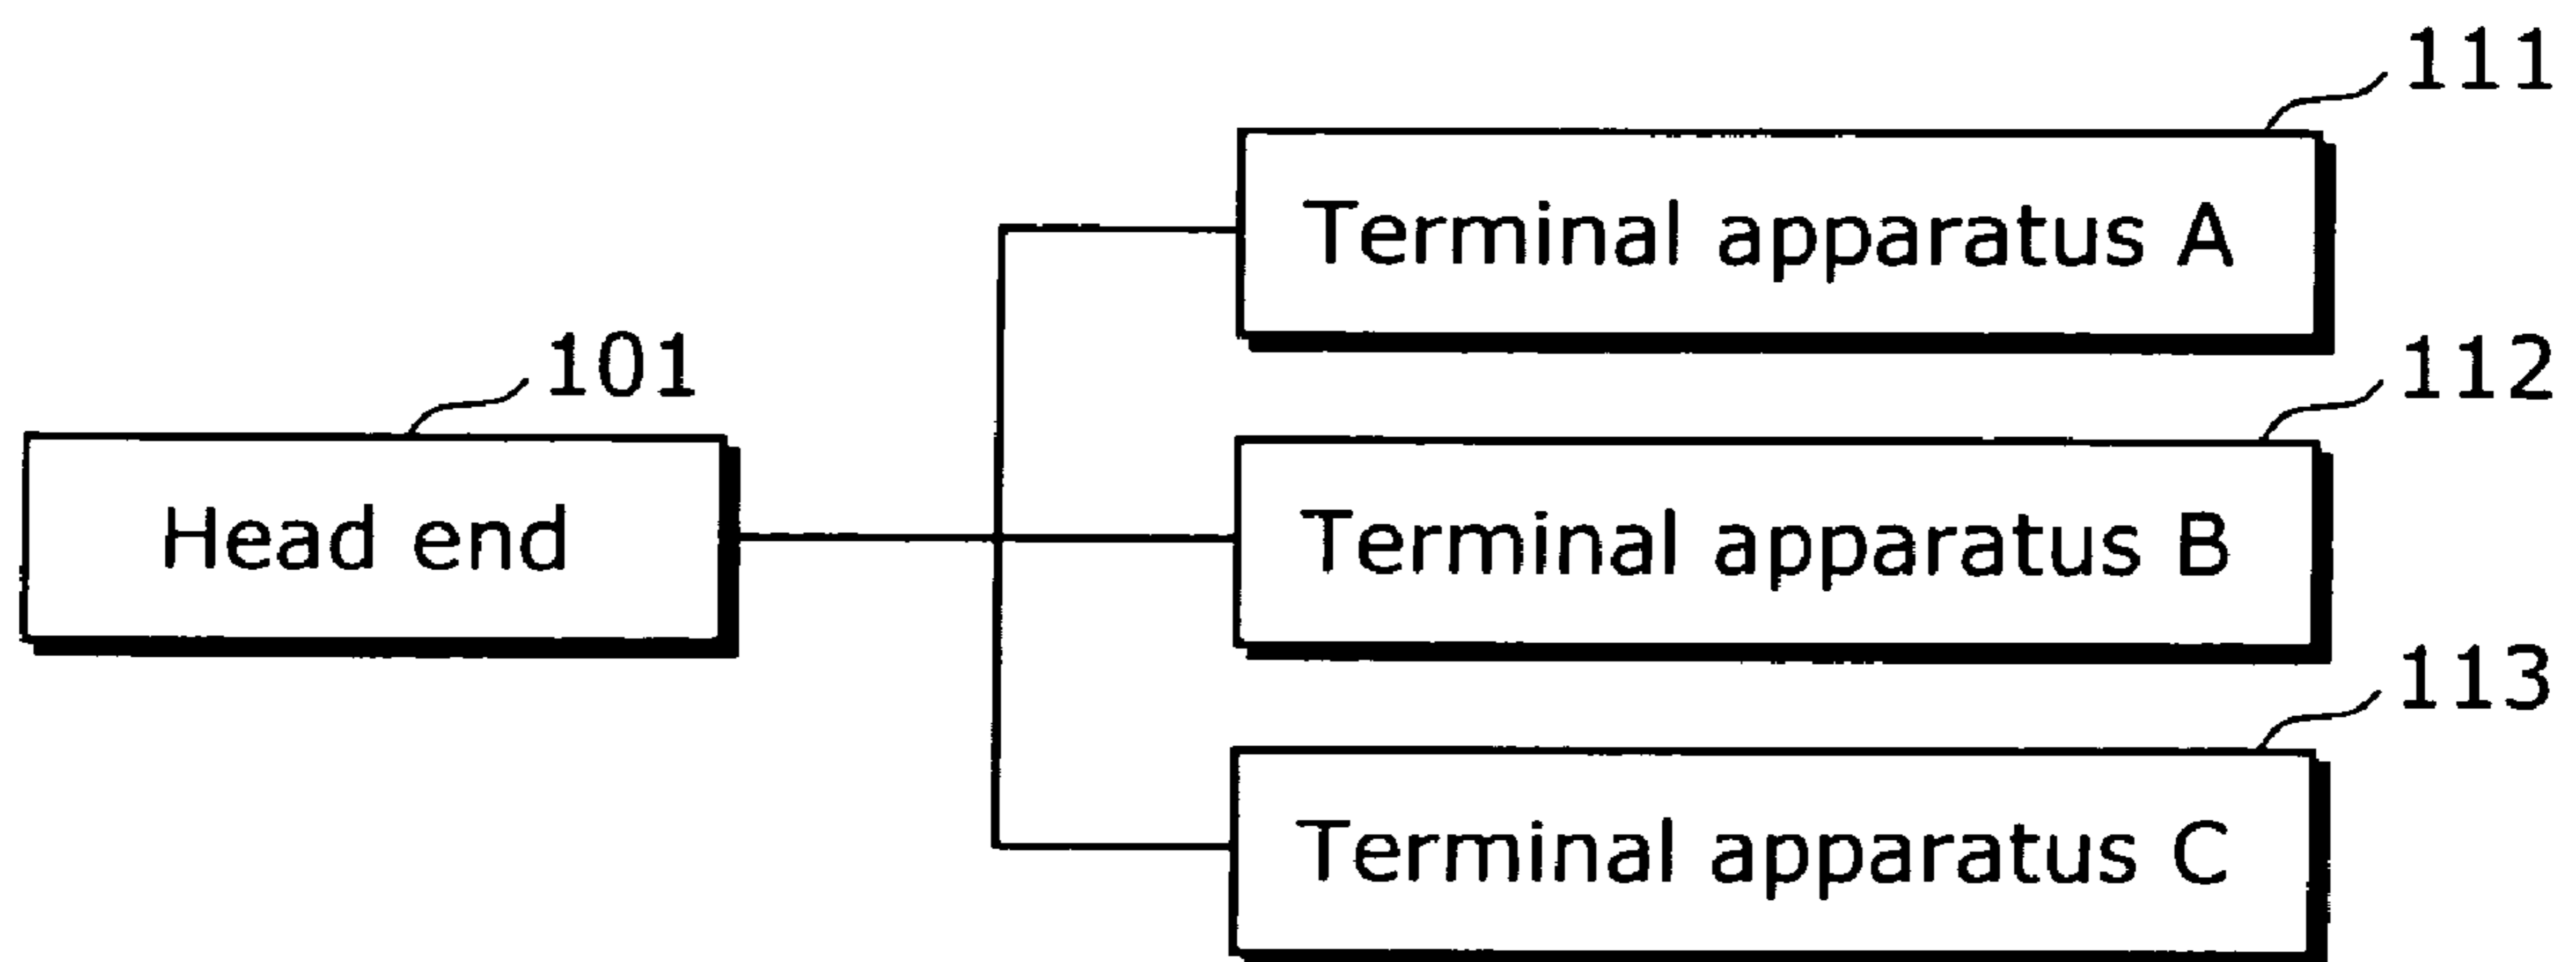 111
Terminal apparatus A
101
112
Head end
Terminal apparatus B
113
Terminal apparatus C